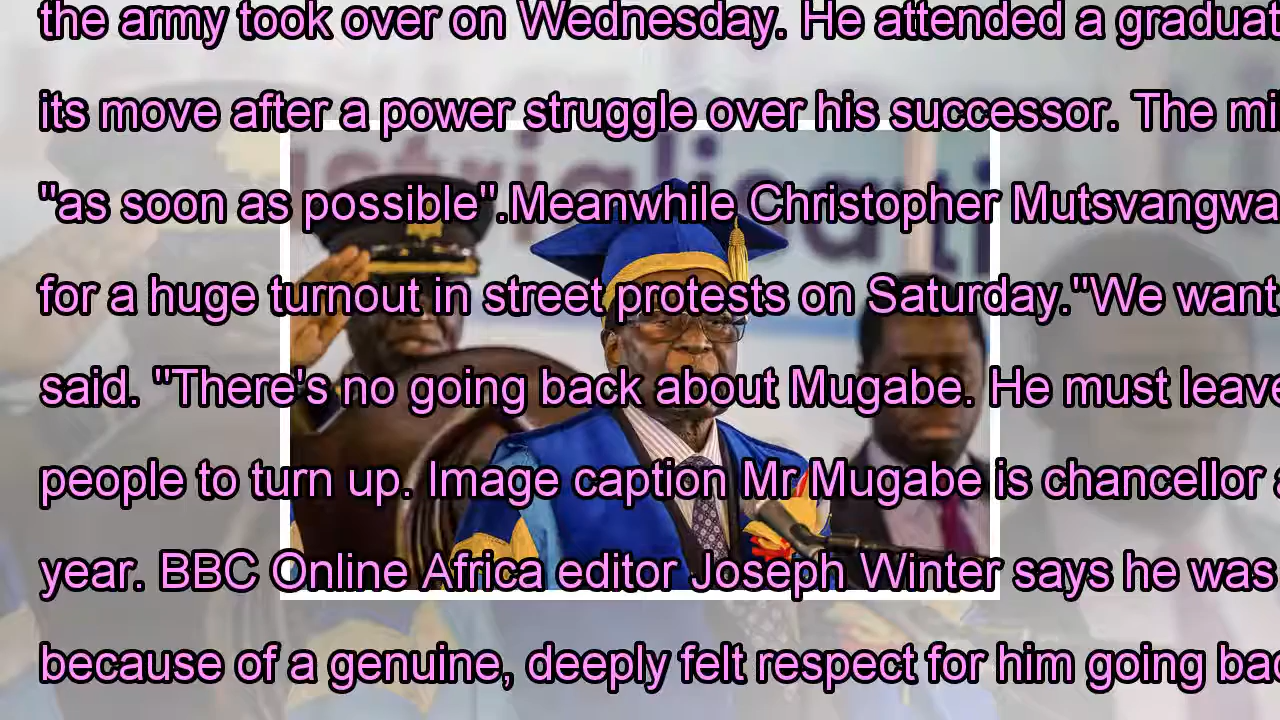 the army took over on Wednesday. He attended a graduat
its move after a power struggle over his successor. The mi
"as soon as possible".Meanwhile Christopher Mutsvangwa
for a huge turnout in street protests on Saturday."We want
said. "There's no going back about Mugabe. He must leave
people to turn up. Image caption Mr Mugabe is chancellor a
year. BBC Online Africa editor Joseph Winter says he was
because of a genuine, deeply felt respect for him going bac